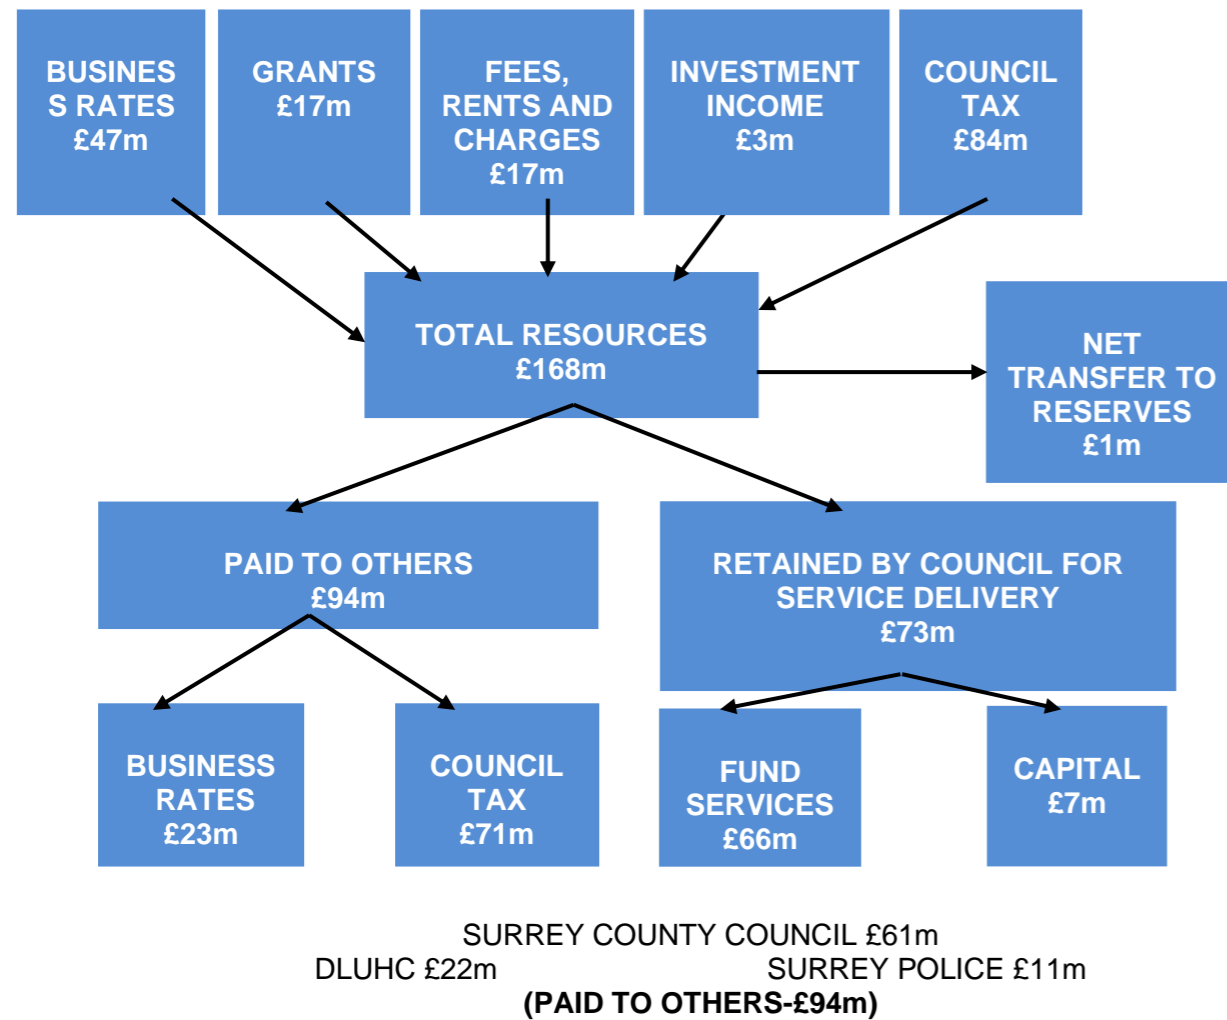 BUSINES
S RATES
£47m
GRANTS
£17m
FEES,
RENTS AND
CHARGES
£17m
INVESTMENT
INCOME
£3m
COUNCIL
TAX
£84m
TOTAL RESOURCES
£168m
NET
TRANSFER TO
RESERVES
£1m
PAID TO OTHERS
£94m
RETAINED BY COUNCIL FOR
SERVICE DELIVERY
£73m
BUSINESS
RATES
£23m
COUNCIL
TAX
£71m
FUND
SERVICES
£66m
CAPITAL
£7m
SURREY COUNTY COUNCIL £61m
DLUHC £22m SURREY POLICE £11m
(PAID TO OTHERS-£94m)